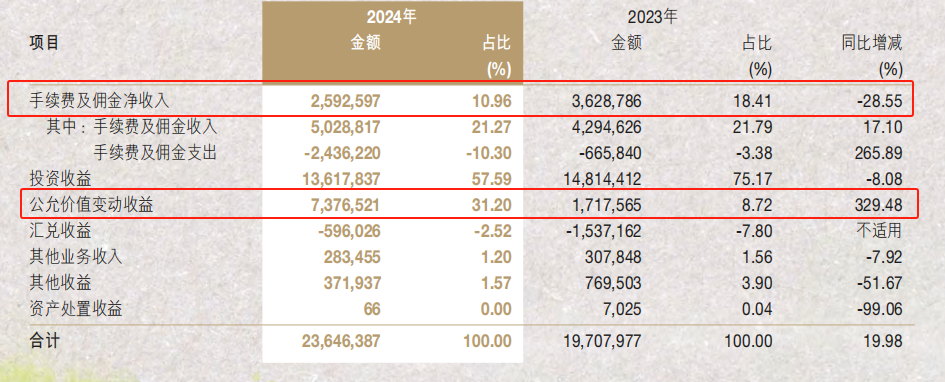 2024年 2023年
项目 金额 占比 金额 占比 同比增减
(%) (%) (%)
手续费及佣金净收入 2,592,597 10.96 3,628,786 18.41 -28.55
其中：手续费及佣金收入 5,028,817 21.27 4,294,626 21.79 17.10
手续费及佣金支出 -2,436,220 -10.30 -665,840 -3.38 265.89
投资收益 13,617,837 57.59 14,814,412 75.17 -8.08
公允价值变动收益 7,376,521 31.20 1,717,565 8.72 329.48
汇兑收益 -596,026 -2.52 -1,537,162 -7.80 不适用
其他业务收入 283,455 1.20 307,848 1.56 -7.92
其他收益 371,937 1.57 769,503 3.90 -51.67
资产处置收益 66 0.00 7,025 0.04 -99.06
合计 23,646,387 100.00 19,707,977 100.00 19.98